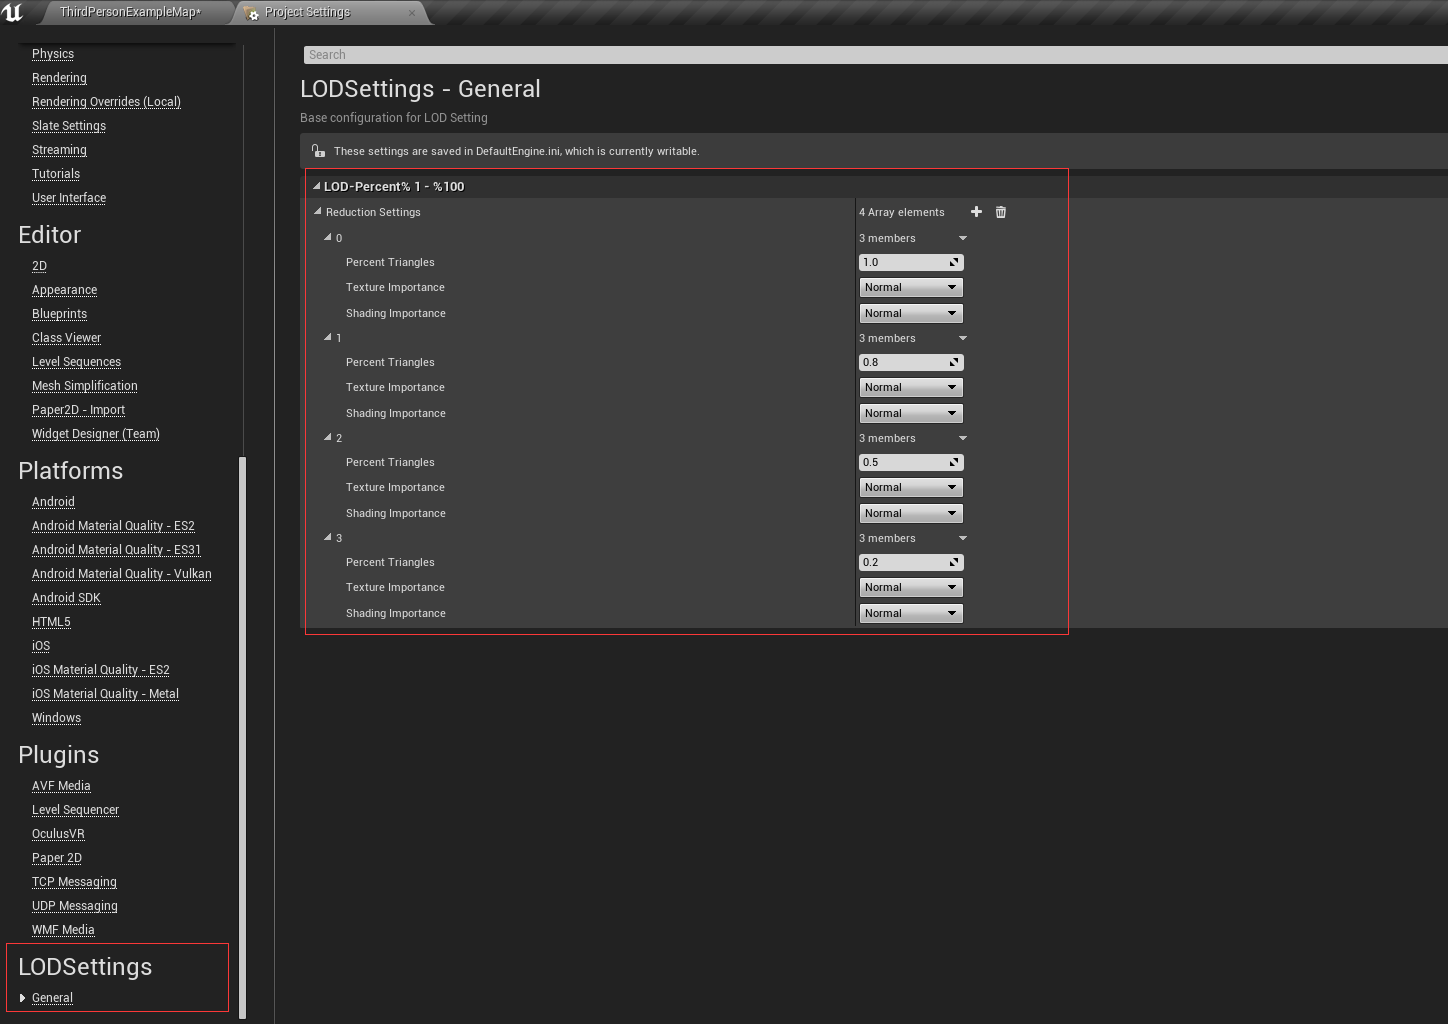 ThirdPersonExampleMap*
Project Settings
Physics
Rendering
Rendering Overrides (Local)
Slate Settings
Streaming
Tutorials
User Interface
Editor
2D
Appearance
Blueprints
Class Viewer
Level Sequences
Mesh Simplification
Paper2D - Import
Widget Designer (Team)
Platforms
Android
Android Material Quality - ES2
Android Material Quality - ES31
Android Material Quality - Vulkan
Android SDK
HTML5
iOS
iOS Material Quality - ES2
iOS Material Quality - Metal
Windows
Plugins
AVF Media
Level Sequencer
OculusVR
Paper 2D
TCP Messaging
UDP Messaging
WMF Media
LODSettings
General
Search
LODSettings - General
Base configuration for LOD Setting
These settings are saved in DefaultEngine.ini, which is currently writable.
LOD-Percent% 1 - %100
Reduction Settings 4 Array elements
0 3 members
Percent Triangles 1.0
Texture Importance Normal
Shading Importance Normal
1 3 members
Percent Triangles 0.8
Texture Importance Normal
Shading Importance Normal
2 3 members
Percent Triangles 0.5
Texture Importance Normal
Shading Importance Normal
3 3 members
Percent Triangles 0.2
Texture Importance Normal
Shading Importance Normal